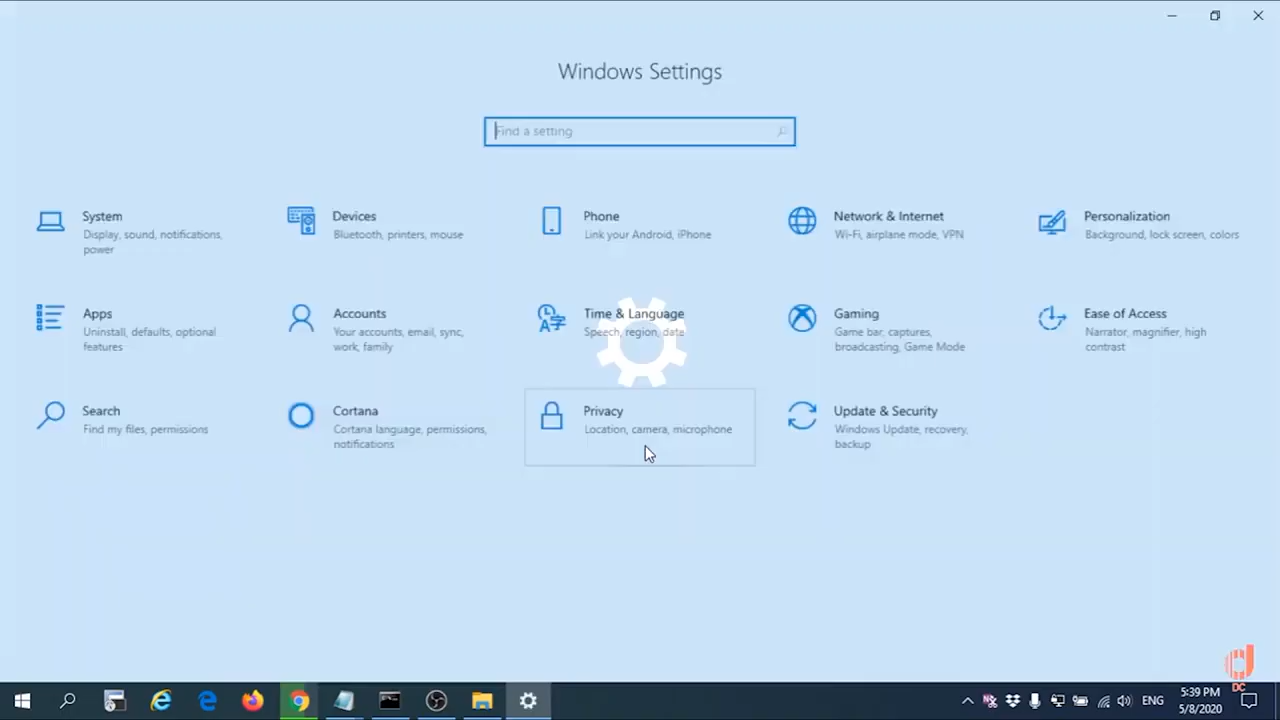 Windows Settings
Find a setting
System
Display, sound, notifications,
power
Devices
Bluetooth, printers, mouse
Phone
Link your Android, iPhone
Network & Internet
Wi-Fi, airplane mode, VPN
Personalization
Background, lock screen, colors
Apps
Uninstall, defaults, optional
features
Accounts
Your accounts, email, sync,
work, family
Time & Language
Speech, region, date
Gaming
Game bar, captures,
broadcasting, Game Mode
Ease of Access
Narrator, magnifier, high
contrast
Search
Find my files, permissions
Cortana
Cortana language, permissions,
notifications
Privacy
Location, camera, microphone
Update & Security
Windows Update, recovery,
backup
DC
ENG
5:39 PM
5/8/2020